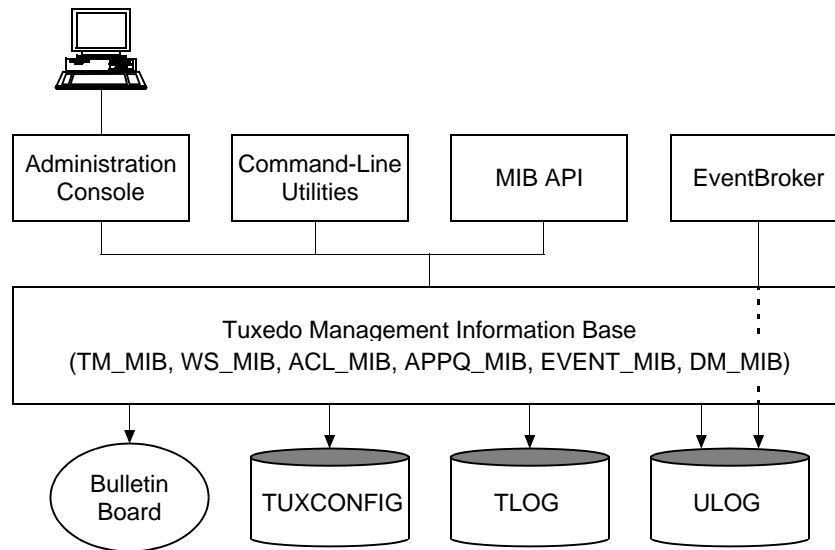 Administration
Console
Command-Line
Utilities
MIB API
EventBroker
Tuxedo Management Information Base
(TM_MIB, WS_MIB, ACL_MIB, APPQ_MIB, EVENT_MIB, DM_MIB)
Bulletin
Board
TUXCONFIG
TLOG
ULOG